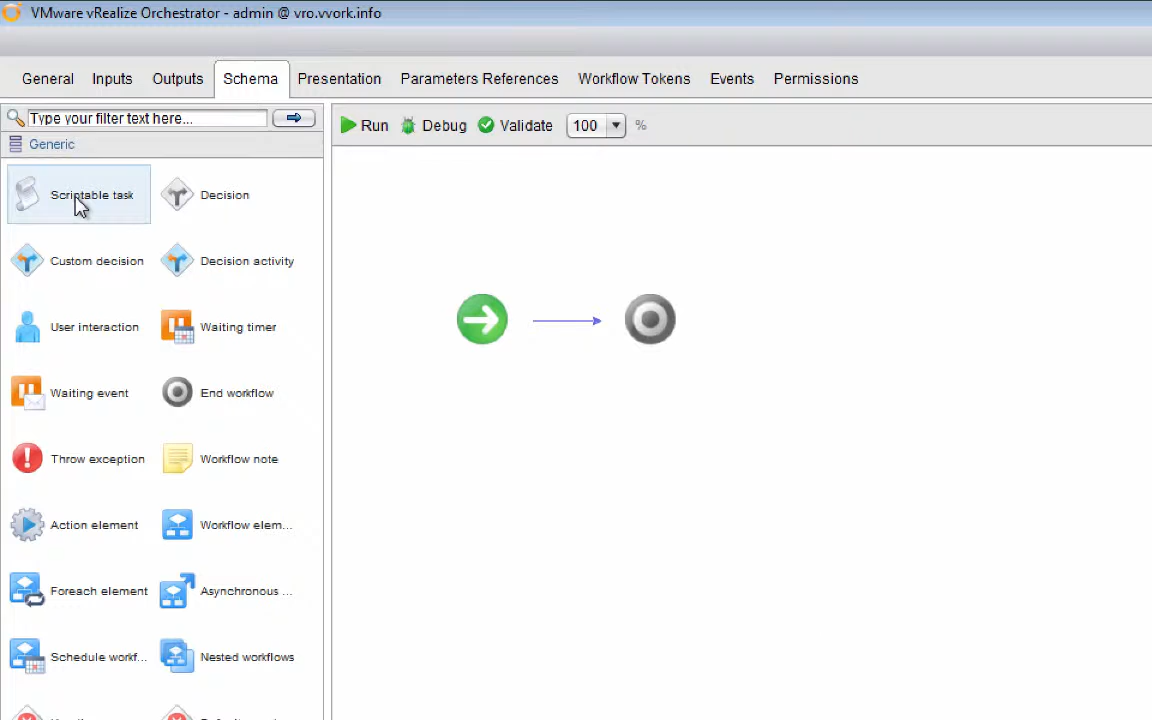 VMware vRealize Orchestrator - admin @ vro.vvork.info
General Inputs Outputs Schema Presentation Parameters References Workflow Tokens Events Permissions
Type your filter text here...
Run Debug Validate 100 %
Generic
Scriptable task Decision
Custom decision Decision activity
User interaction Waiting timer
Waiting event End workflow
Throw exception Workflow note
Action element Workflow elem...
Foreach element Asynchronous ...
Schedule workf... Nested workflows